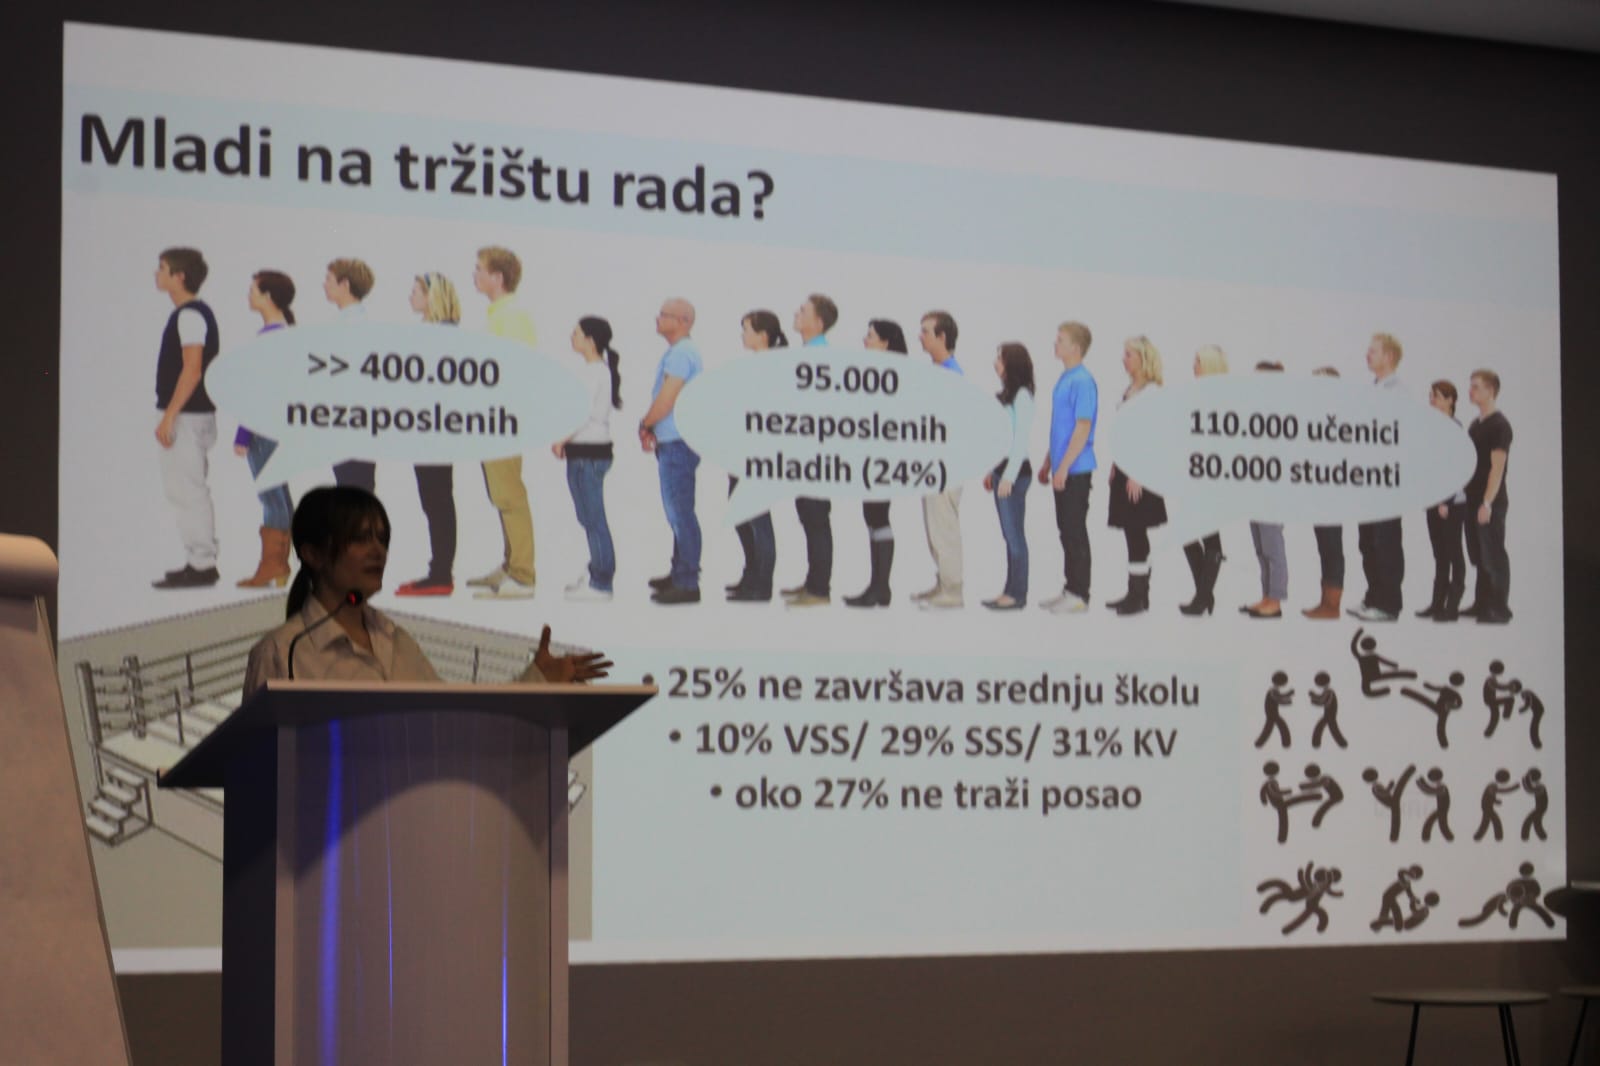 Mladi na tržištu rada?
>> 400.000
nezaposlenih
95.000
nezaposlenih
mladih (24%)
110.000 učenici
80.000 studenti
• 25% ne završava srednju školu
• 10% VSS/ 29% SSS/ 31% KV
• oko 27% ne traži posao